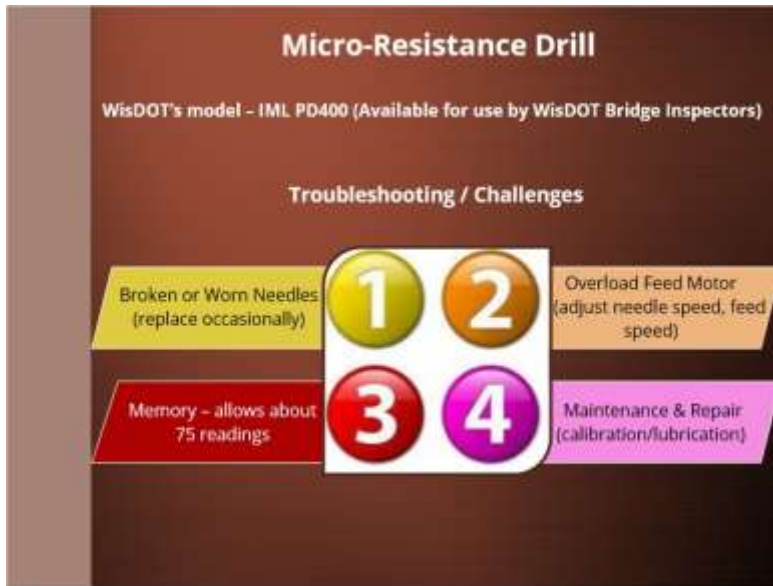 Micro-Resistance Drill
WisDOT's model – IML PD400 (Available for use by WisDOT Bridge Inspectors)
Troubleshooting / Challenges
Broken or Worn Needles
(replace occasionally)
1
2
Overload Feed Motor
(adjust needle speed, feed
speed)
Memory – allows about
75 readings
3
4
Maintenance & Repair
(calibration/lubrication)